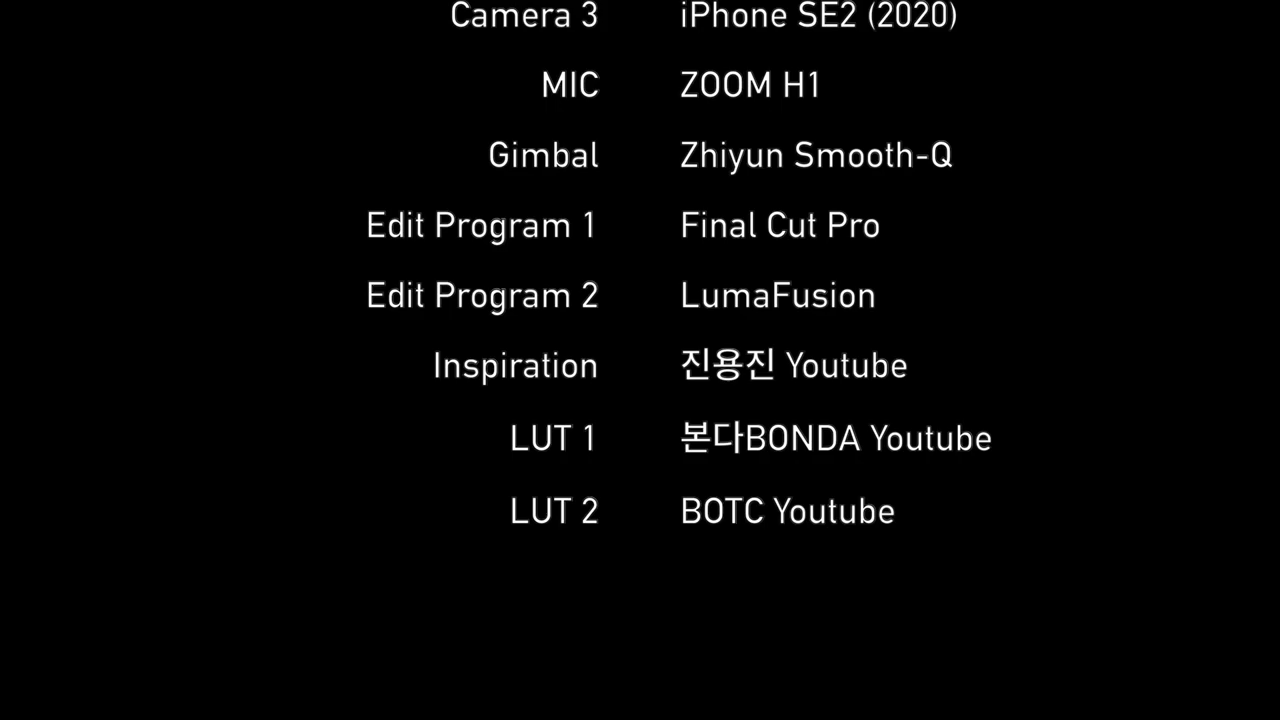 Camera 3 iPhone SE2 (2020)
MIC ZOOM H1
Gimbal Zhiyun Smooth-Q
Edit Program 1 Final Cut Pro
Edit Program 2 LumaFusion
Inspiration 진용진 Youtube
LUT 1 본다BONDA Youtube
LUT 2 BOTC Youtube